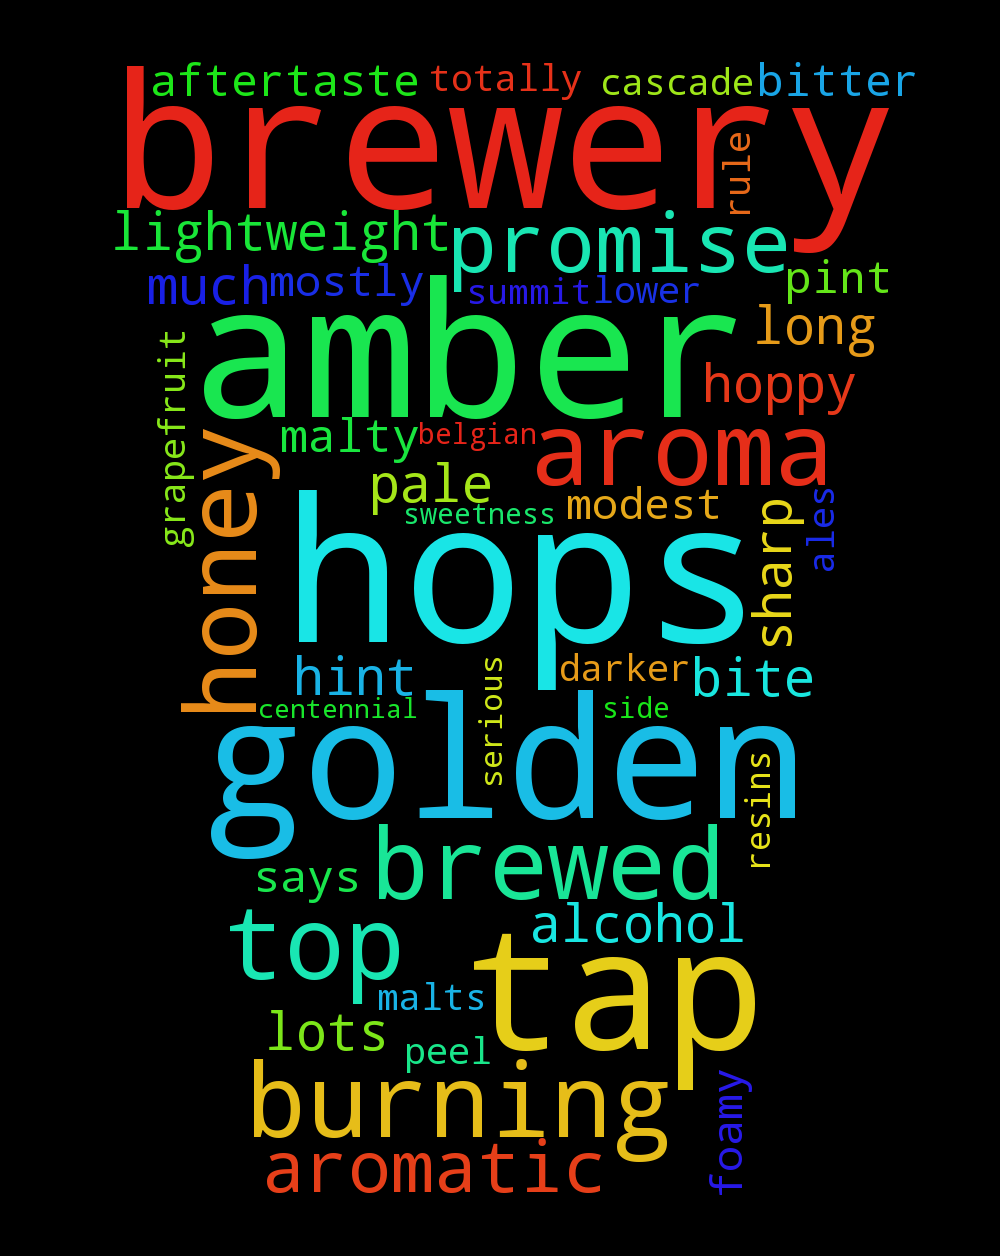 aftertaste totally cascade bitter
brewery
rule
lightweight promise
much mostly summit lower pint
amber long
grapefruit
hoppy
malty belgian aroma
honey
pale modest
sweetness
hops sharp ales
hint darker bite
centennial serious side
golden
resins
says brewed
top alcohol
tap
malts
lots peel
burning foamy
aromatic